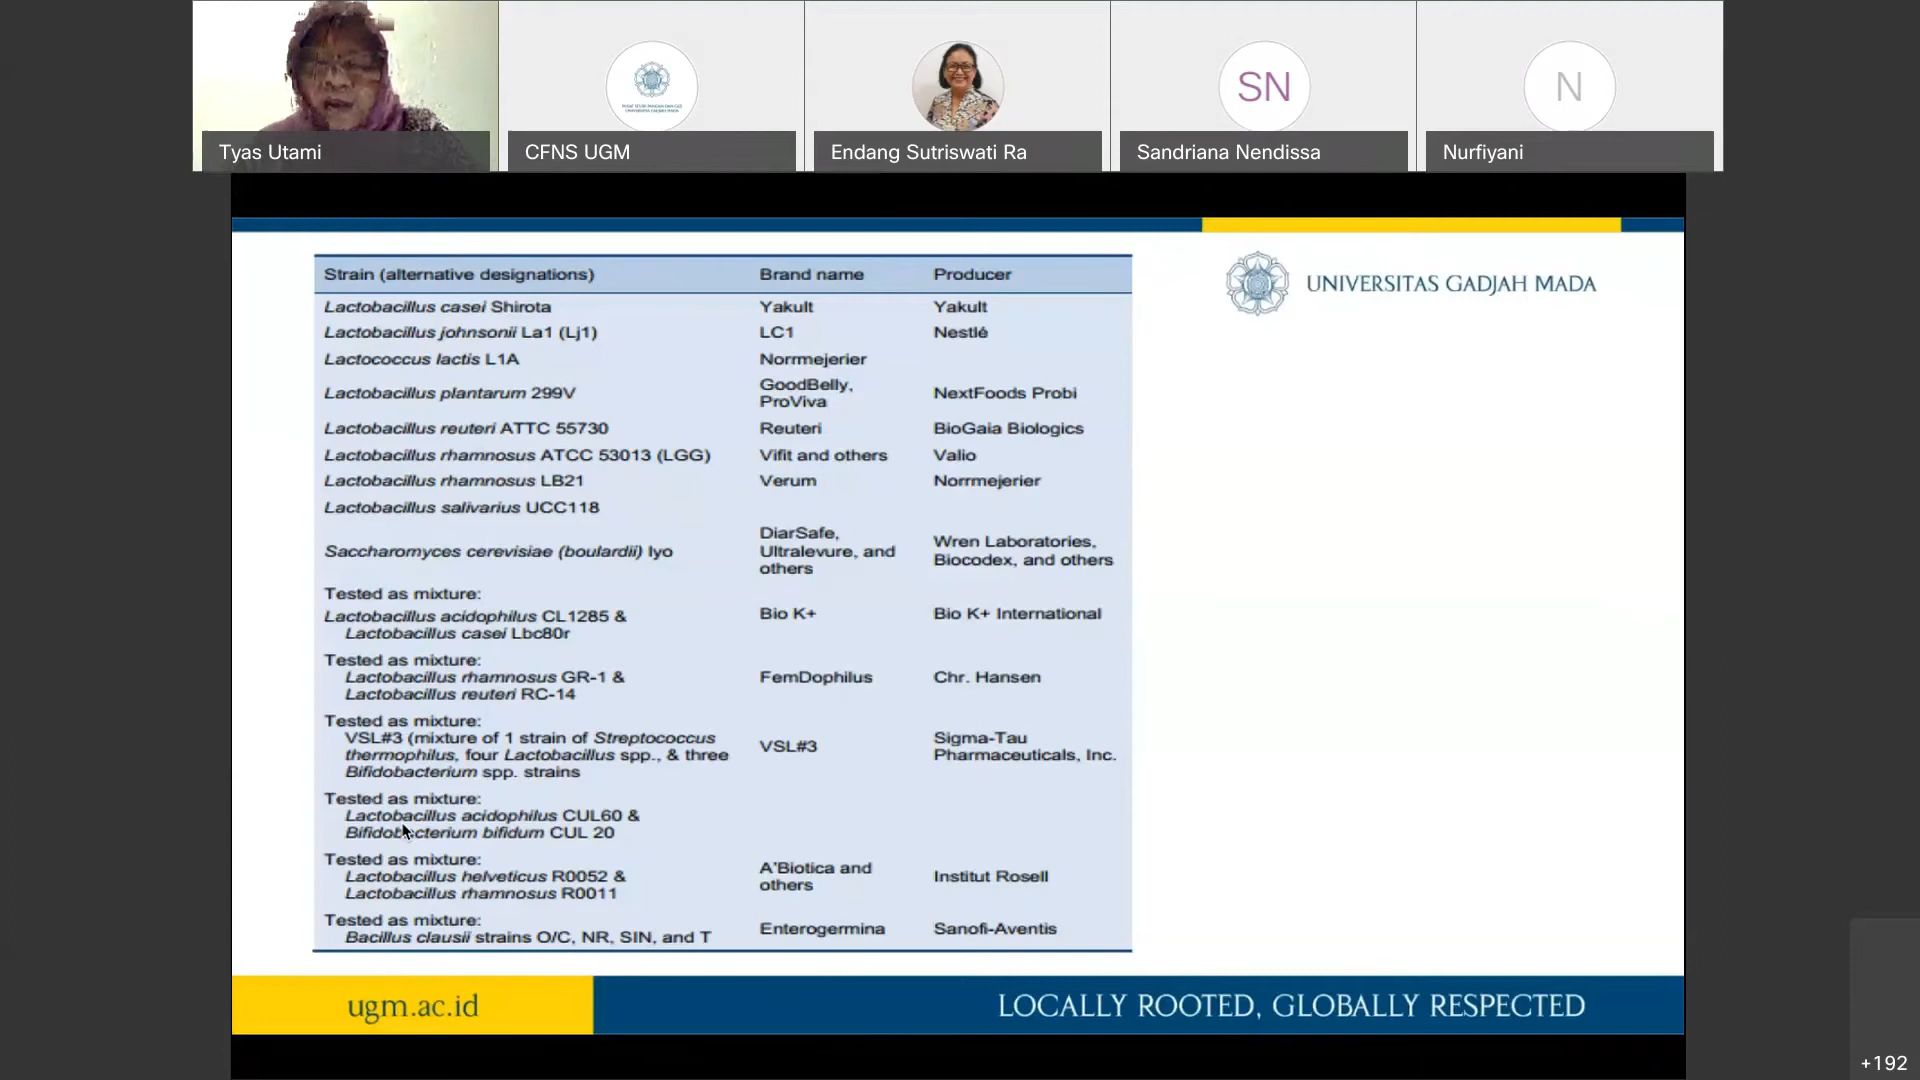 Tyas Utami
CFNS UGM
Endang Sutriswati Ra
SN
Sandriana Nendissa
N
Nurfiyani
UNIVERSITAS GADJAH MADA
Strain (alternative designations) Brand name Producer
Lactobacillus casei Shirota Yakult Yakult
Lactobacillus johnsonii La1 (Lj1) LC1 Nestlé
Lactococcus lactis L1A Norrmejerier
Lactobacillus plantarum 299V GoodBelly, ProViva NextFoods Probi
Lactobacillus reuteri ATTC 55730 Reuteri BioGaia Biologics
Lactobacillus rhamnosus ATCC 53013 (LGG) Vifit and others Valio
Lactobacillus rhamnosus LB21 Verum Norrmejerier
Lactobacillus salivarius UCC118
Saccharomyces cerevisiae (boulardii) lyo DiarSafe, Ultralevure, and others Wren Laboratories, Biocodex, and others
Tested as mixture:
Lactobacillus acidophilus CL1285 & Bio K+ Bio K+ International
Lactobacillus casei Lbc80r
Tested as mixture:
Lactobacillus rhamnosus GR-1 & FemDophilus Chr. Hansen
Lactobacillus reuteri RC-14
Tested as mixture:
VSL#3 (mixture of 1 strain of Streptococcus
thermophilus, four Lactobacillus spp., & three VSL#3 Sigma-Tau Pharmaceuticals, Inc.
Bifidobacterium spp. strains
Tested as mixture:
Lactobacillus acidophilus CUL60 &
Bifidobacterium bifidum CUL 20
Tested as mixture:
Lactobacillus helveticus R0052 & A'Biotica and others Institut Rosell
Lactobacillus rhamnosus R0011
Tested as mixture:
Bacillus clausii strains O/C, NR, SIN, and T Enterogermina Sanofi-Aventis
ugm.ac.id
LOCALLY ROOTED, GLOBALLY RESPECTED
+192